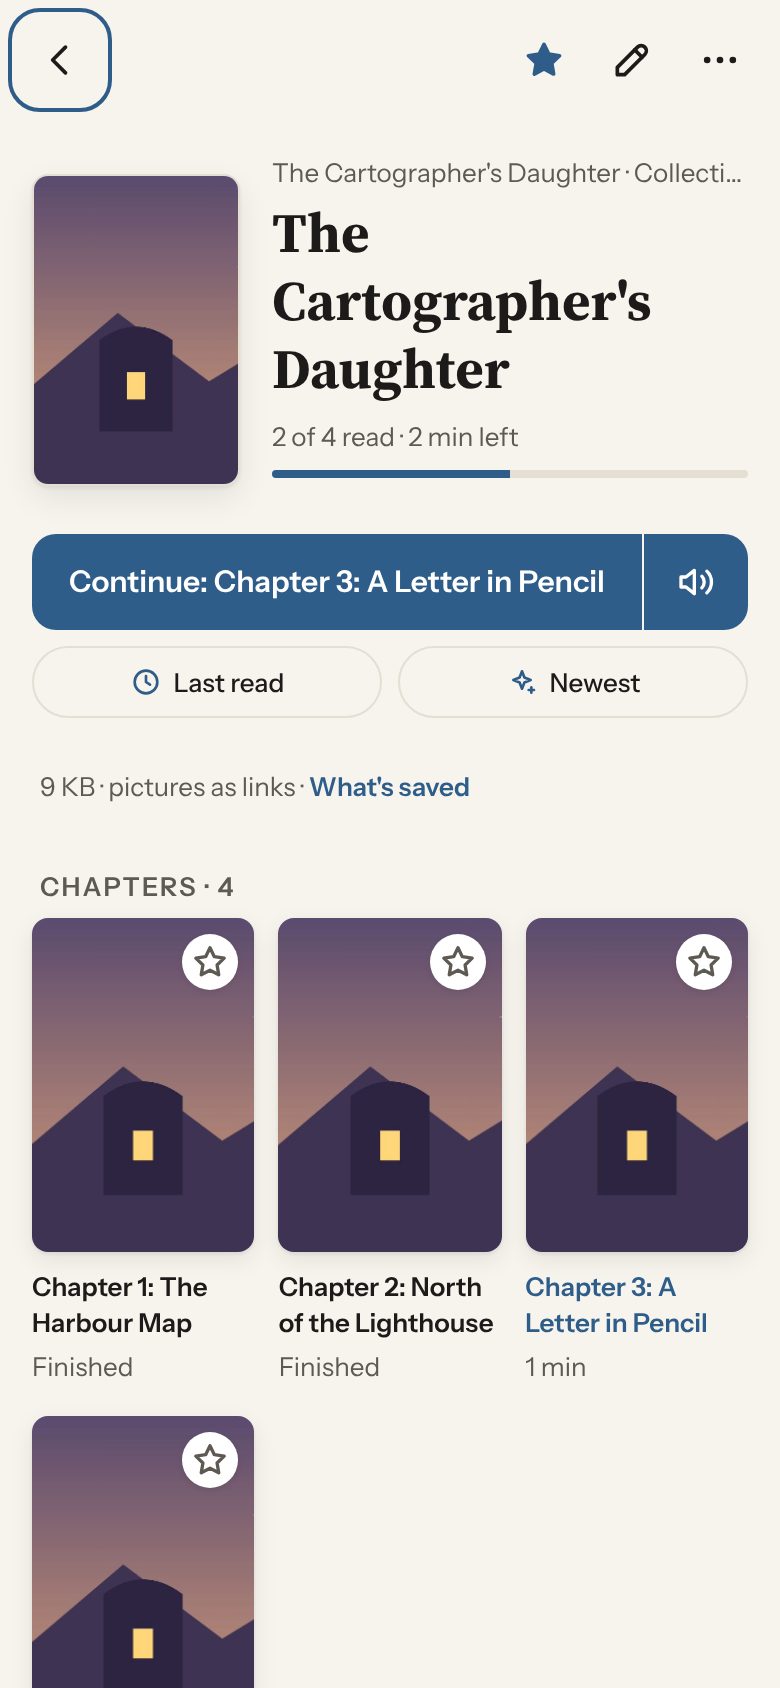 The Cartographer's Daughter · Collecti...
The
Cartographer's
Daughter
2 of 4 read · 2 min left
Continue: Chapter 3: A Letter in Pencil
Last read
Newest
9 KB · pictures as links · What's saved
CHAPTERS · 4
Chapter 1: The
Harbour Map
Finished
Chapter 2: North
of the Lighthouse
Finished
Chapter 3: A
Letter in Pencil
1 min